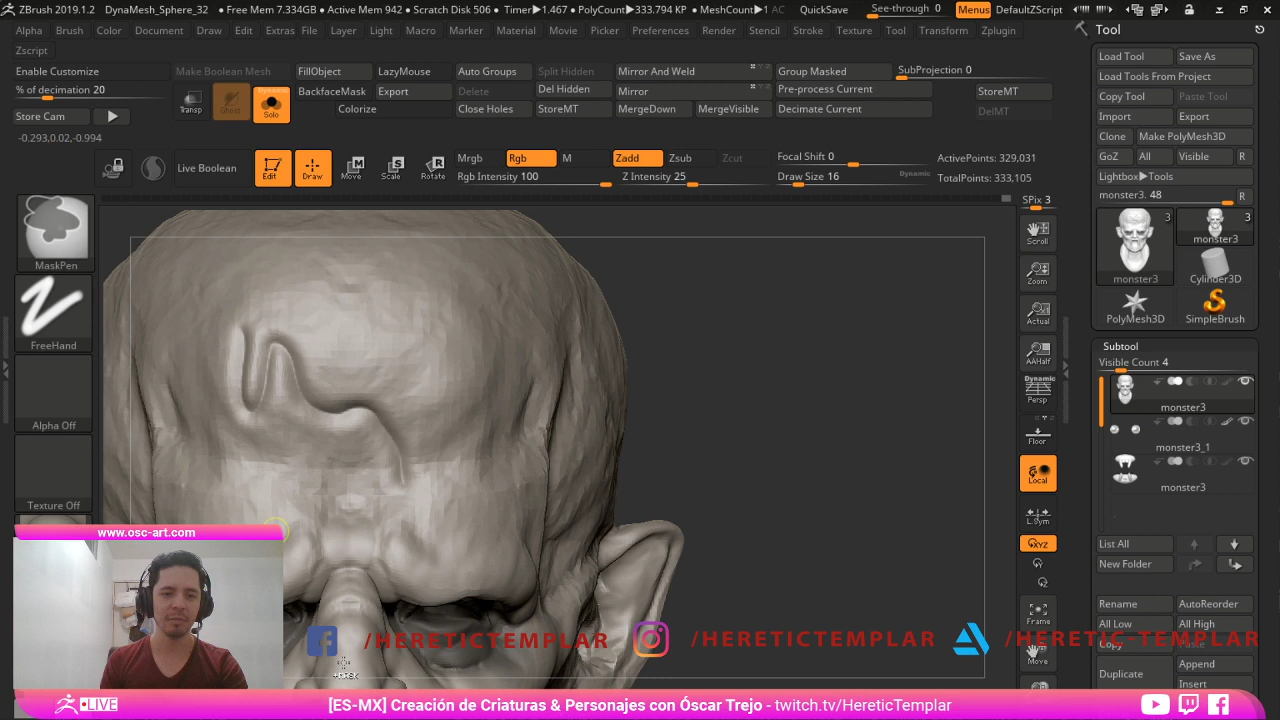 ZBrush 2019.1.2 DynaMesh_Sphere_32 • Free Mem 7.334GB • Active Mem 942 • Scratch Disk 506 • Timer▶1.467 • PolyCount▶333.794 KP • MeshCount▶1 AC QuickSave See-through 0 Menus DefaultZScript
Alpha Brush Color Document Draw Edit Extras File Layer Light Macro Marker Material Movie Picker Preferences Render Stencil Stroke Texture Tool Transform Zplugin
Zscript
Tool
Enable Customize Make Boolean Mesh FillObject LazyMouse Auto Groups Split Hidden Mirror And Weld Group Masked SubProjection 0
% of decimation 20 Transp Ghost Dynamic Solo BackfaceMask Export Delete Del Hidden Mirror Pre-process Current StoreMT
Store Cam Colorize Close Holes StoreMT MergeDown MergeVisible Decimate Current DelMT
-0.293,0.02,-0.994
Live Boolean Edit Draw Move Scale Rotate Mrgb Rgb M Zadd Zsub Zcut Focal Shift 0 ActivePoints: 329,031
Rgb Intensity 100 Z Intensity 25 Draw Size 16 Dynamic TotalPoints: 333,105
MaskPen
FreeHand
Alpha Off
Texture Off
SPix 3
Scroll
Zoom
Actual
AAHalf
Dynamic
Persp
Floor
Local
L.Sym
XYZ
Frame
Move
Load Tool Save As
Load Tools From Project
Copy Tool Paste Tool
Import Export
Clone Make PolyMesh3D
GoZ All Visible R
Lightbox▶Tools
monster3. 48 R
3 3
monster3
monster3 Cylinder3D
PolyMesh3D SimpleBrush
Subtool
Visible Count 4
monster3
monster3_1
monster3
List All
New Folder
Rename AutoReorder
All Low All High
Copy Paste
Duplicate Append
Insert
www.osc-art.com
/HERETICTEMPLAR /HERETICTEMPLAR /HERETIC-TEMPLAR
LIVE [ES-MX] Creación de Criaturas & Personajes con Óscar Trejo - twitch.tv/HereticTemplar